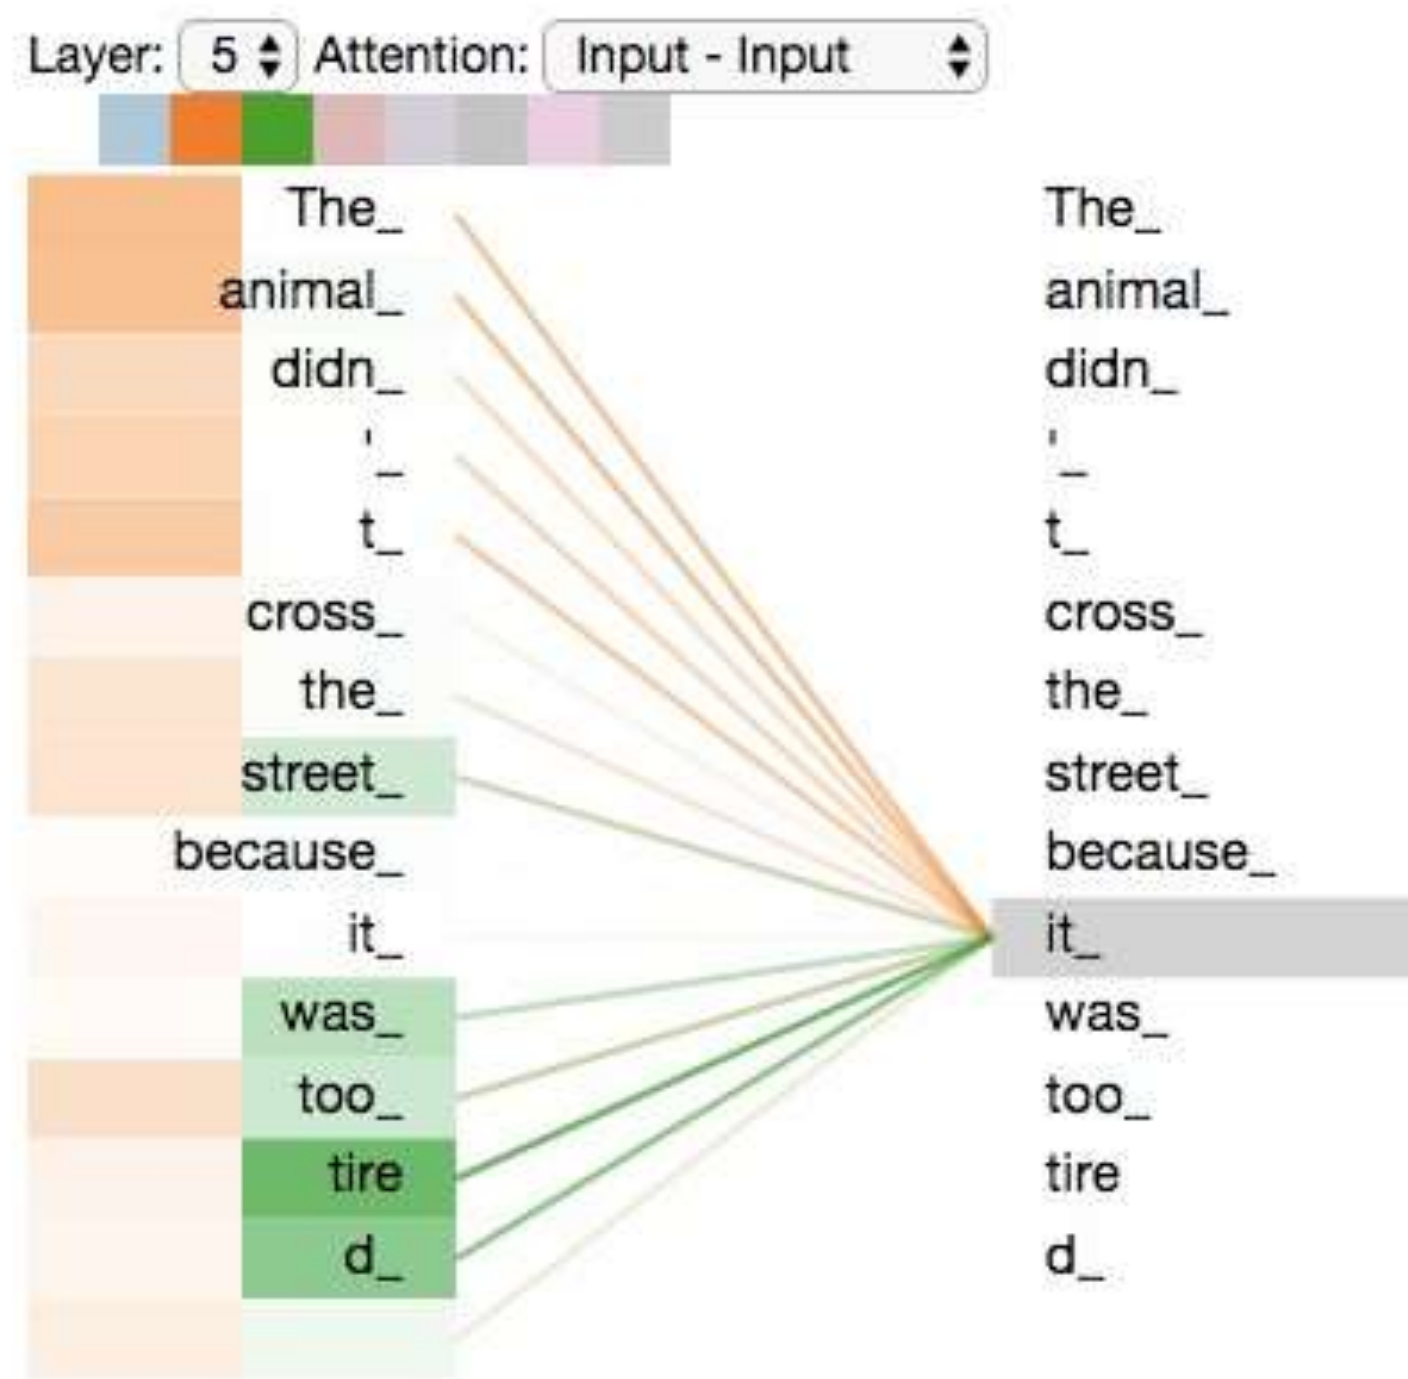 Layer: 5 Attention: Input - Input
The_ The_
animal_ animal_
didn_ didn_
'_ '_
t_ t_
cross_ cross_
the_ the_
street_ street_
because_ because_
it_ it_
was_ was_
too_ too_
tire tire
d_ d_